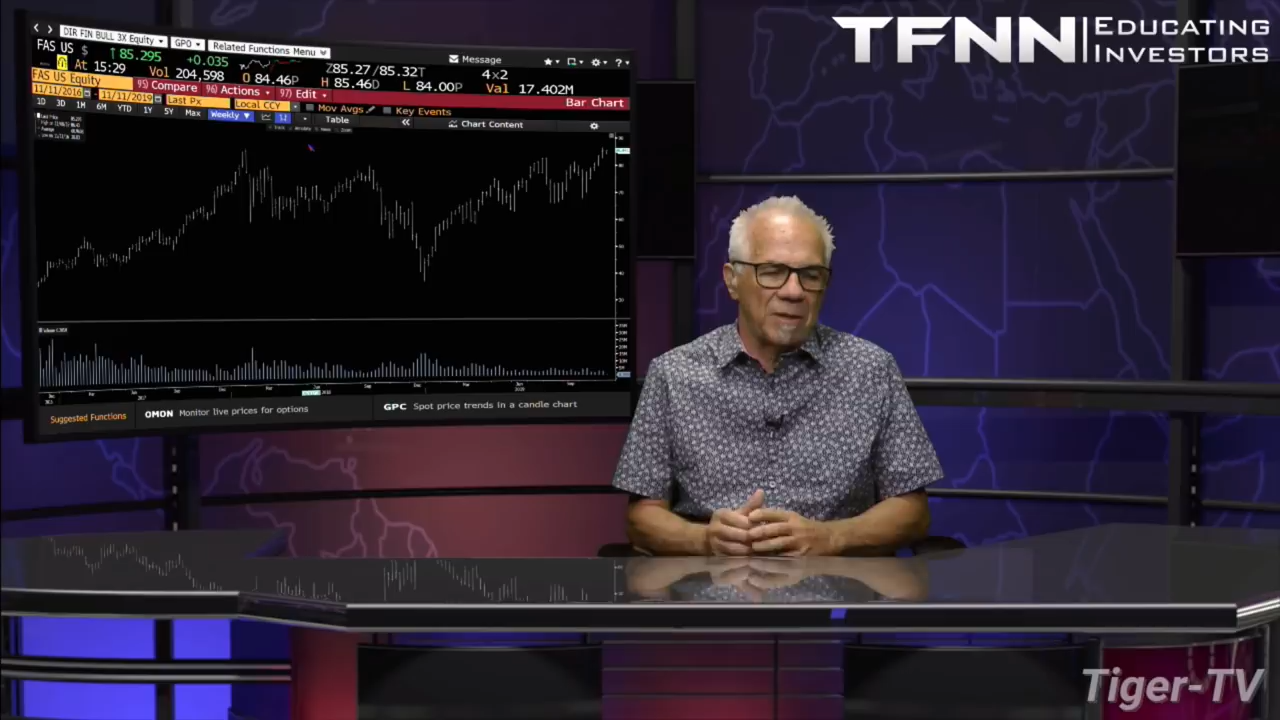 TFNN EDUCATING INVESTORS
DIR FIN BULL 3X Equity GPO Related Functions Menu
FAS US $ ↑85.295 +0.035 Z85.27/85.32T 4x2 Message
At 15:29 Vol 204,598 O 84.46P H 85.46D L 84.00P Val 17.402M
FAS US Equity 95) Compare 96) Actions 97) Edit Bar Chart
11/11/2016 - 11/11/2019 Last Px Local CCY Mov Avgs Key Events
1D 3D 1M 6M YTD 1Y 5Y Max Weekly Table « Chart Content
Suggested Functions OMON Monitor live prices for options GPC Spot price trends in a candle chart
Tiger-TV